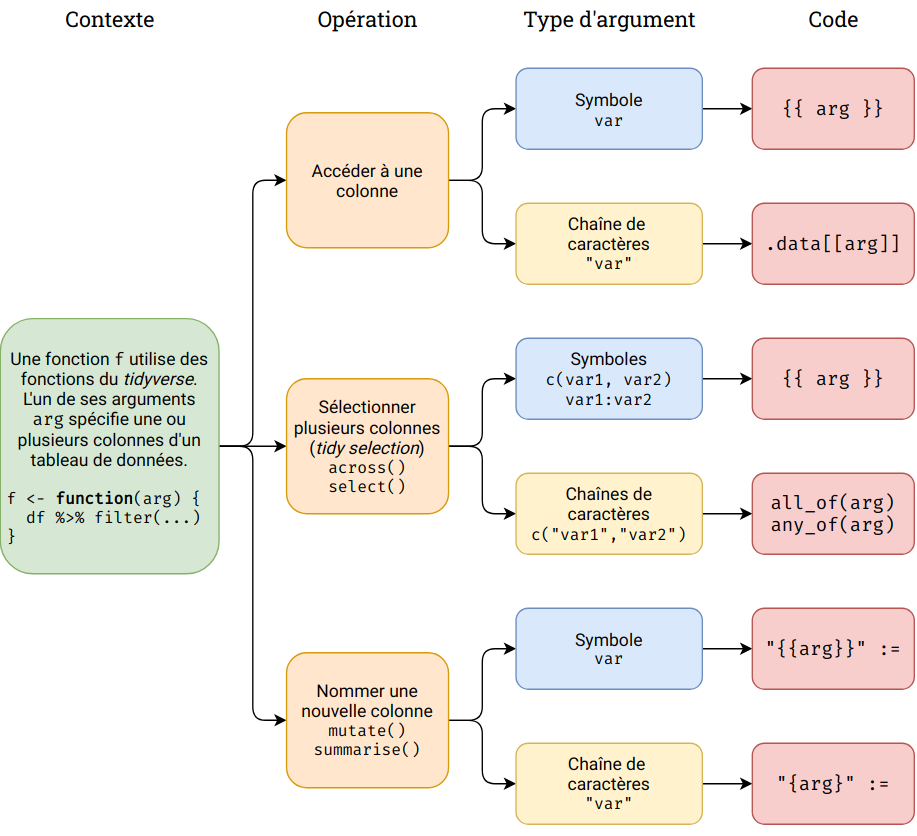 Contexte
Opération
Type d'argument
Code
Une fonction f utilise des
fonctions du tidyverse.
L'un de ses arguments
arg spécifie une ou
plusieurs colonnes d'un
tableau de données.
f <- function(arg) {
  df %>% filter(...)
}
Accéder à une
colonne
Symbole
var
{{ arg }}
Chaîne de
caractères
"var"
.data[[arg]]
Sélectionner
plusieurs colonnes
(tidy selection)
across()
select()
Symboles
c(var1, var2)
var1:var2
{{ arg }}
Chaînes de
caractères
c("var1","var2")
all_of(arg)
any_of(arg)
Nommer une
nouvelle colonne
mutate()
summarise()
Symbole
var
"{{arg}}" :=
Chaîne de
caractères
"var"
"{arg}" :=